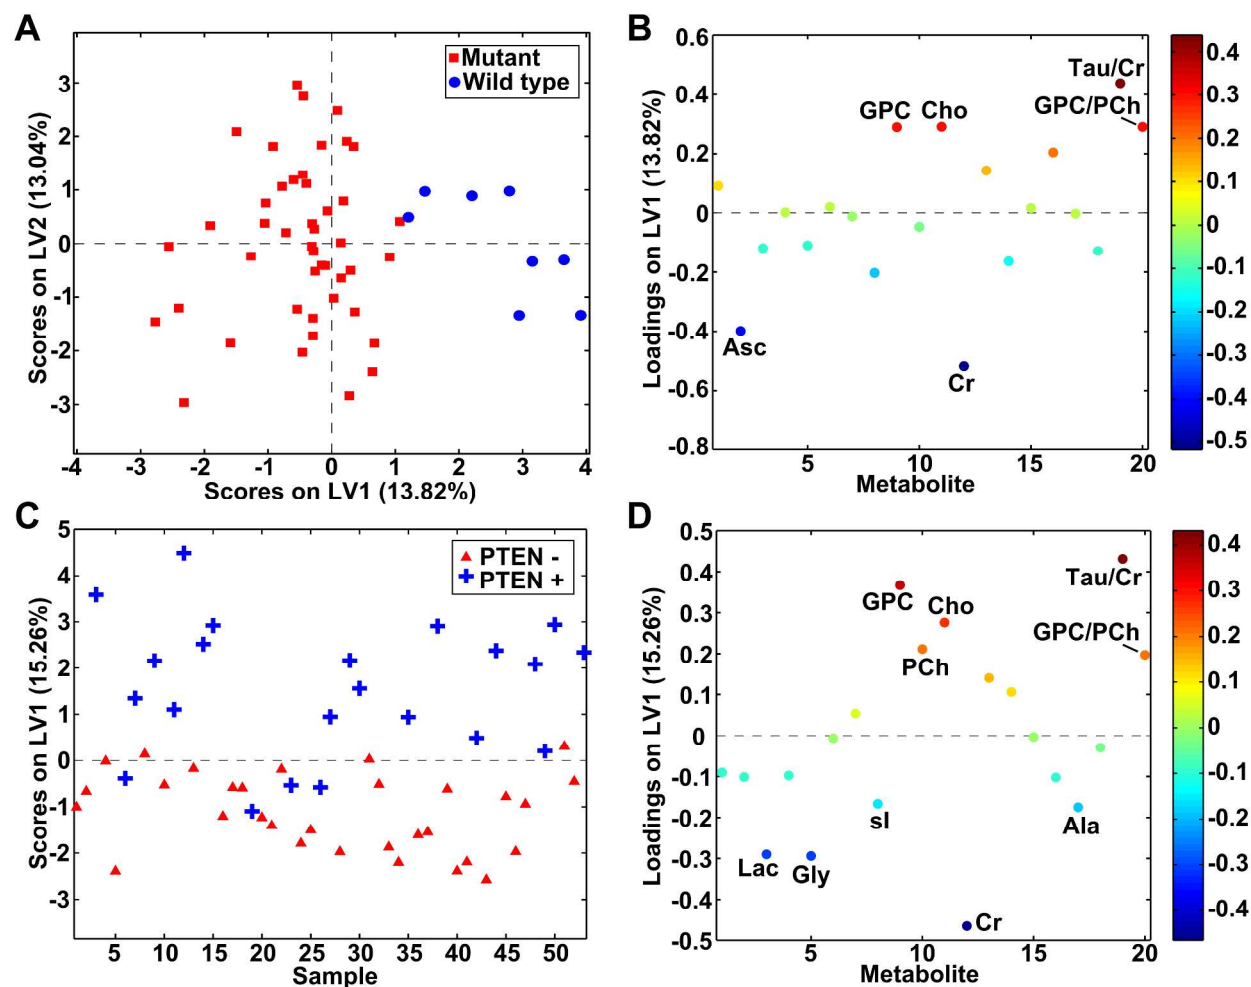 A
Mutant
Wild type
Scores on LV2 (13.04%)
3
2
1
0
-1
-2
-3
-4 -3 -2 -1 0 1 2 3 4
Scores on LV1 (13.82%)
B
Tau/Cr
GPC/PCh
GPC
Cho
Asc
Cr
Loadings on LV1 (13.82%)
0.6
0.4
0.2
0
-0.2
-0.4
-0.6
-0.8
5 10 15 20
Metabolite
0.4
0.3
0.2
0.1
0
-0.1
-0.2
-0.3
-0.4
-0.5
C
PTEN -
PTEN +
Scores on LV1 (15.26%)
5
4
3
2
1
0
-1
-2
-3
5 10 15 20 25 30 35 40 45 50
Sample
D
Tau/Cr
GPC
Cho
GPC/PCh
PCh
sI
Ala
Lac
Gly
Cr
Loadings on LV1 (15.26%)
0.5
0.4
0.3
0.2
0.1
0
-0.1
-0.2
-0.3
-0.4
-0.5
5 10 15 20
Metabolite
0.4
0.3
0.2
0.1
0
-0.1
-0.2
-0.3
-0.4